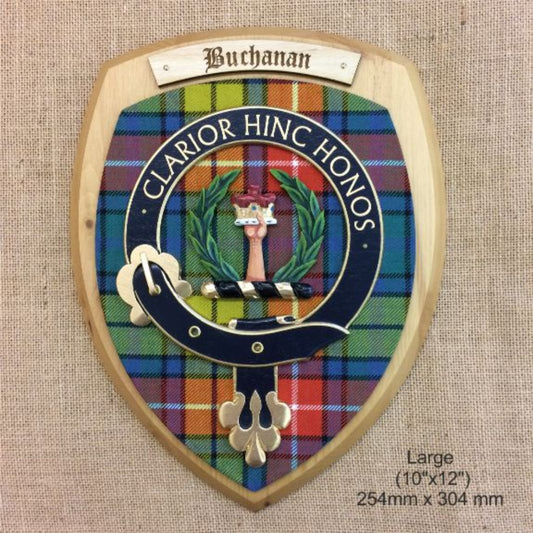 Buchanan
· CLARIOR HINC HONOS ·
Large
(10"x12")
254mm x 304 mm